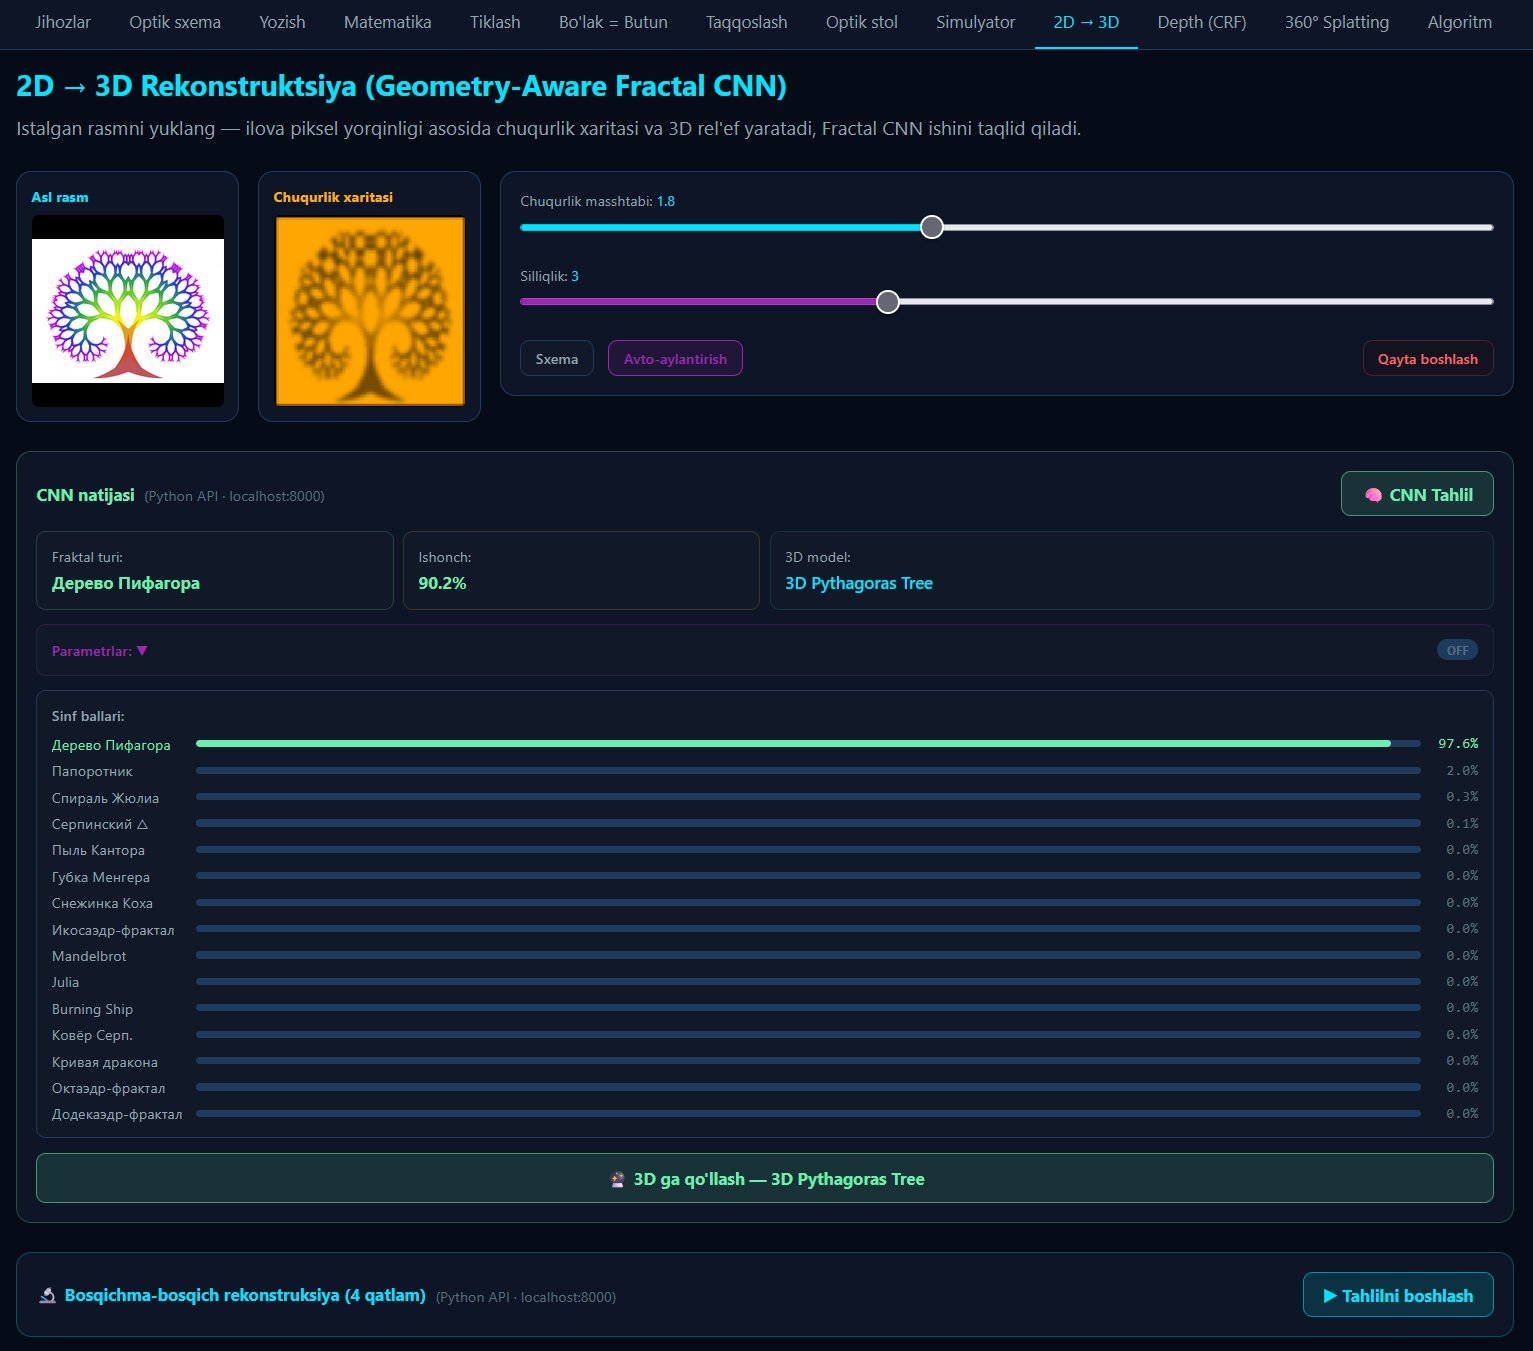 Jihozlar Optik sxema Yozish Matematika Tiklash Bo'lak = Butun Taqqoslash Optik stol Simulyator 2D → 3D Depth (CRF) 360° Splatting Algoritm
2D → 3D Rekonstruktsiya (Geometry-Aware Fractal CNN)
Istalgan rasmni yuklang — ilova piksel yorqinligi asosida chuqurlik xaritasi va 3D rel'ef yaratadi, Fractal CNN ishini taqlid qiladi.
Asl rasm
Chuqurlik xaritasi
Chuqurlik masshtabi: 1.8
Silliqlik: 3
Sxema Avto-aylantirish Qayta boshlash
CNN natijasi (Python API · localhost:8000)
🧠 CNN Tahlil
Fraktal turi:
Дерево Пифагора
Ishonch:
90.2%
3D model:
3D Pythagoras Tree
Parametrlar: ▼ OFF
Sinf ballari:
Дерево Пифагора 97.6%
Папоротник 2.0%
Спираль Жюлиа 0.3%
Серпинский △ 0.1%
Пыль Кантора 0.0%
Губка Менгера 0.0%
Снежинка Коха 0.0%
Икосаэдр-фрактал 0.0%
Mandelbrot 0.0%
Julia 0.0%
Burning Ship 0.0%
Ковёр Серп. 0.0%
Кривая дракона 0.0%
Октаэдр-фрактал 0.0%
Додекаэдр-фрактал 0.0%
🔮 3D ga qo'llash — 3D Pythagoras Tree
🔬 Bosqichma-bosqich rekonstruksiya (4 qatlam) (Python API · localhost:8000)
▶ Tahlilni boshlash